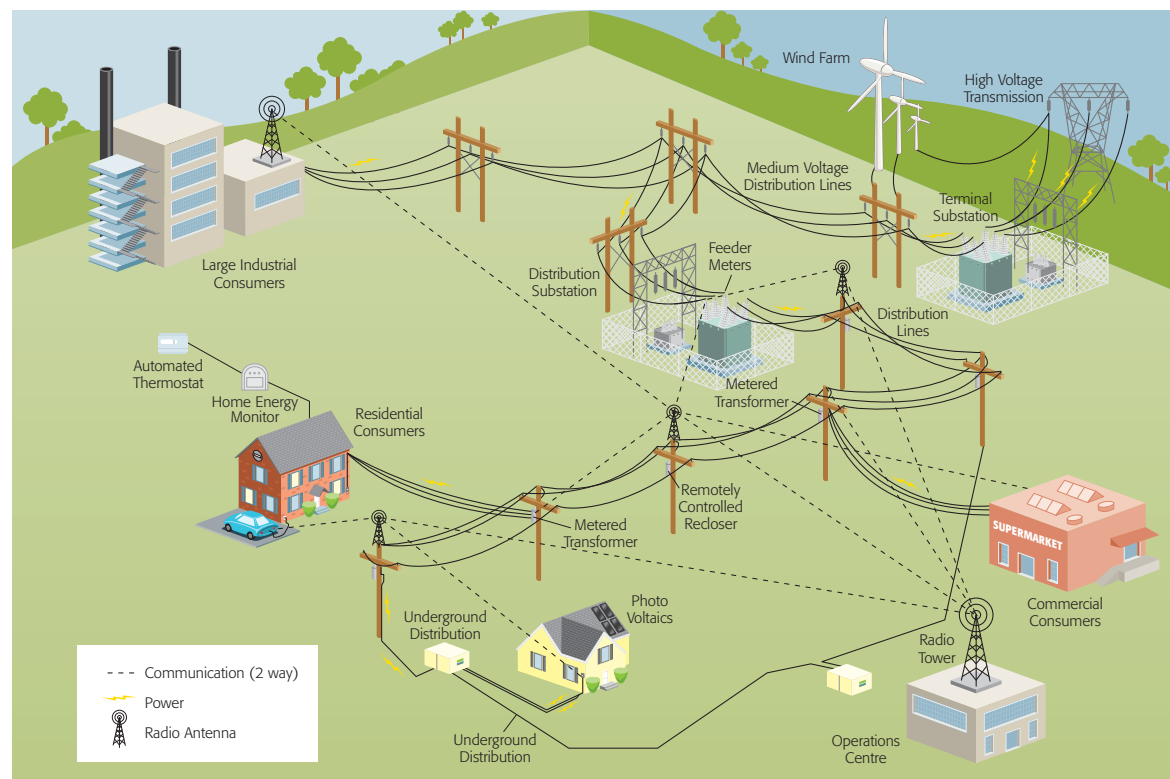 Wind Farm
High Voltage
Transmission
Medium Voltage
Distribution Lines
Terminal
Substation
Large Industrial
Consumers
Distribution
Substation
Feeder
Meters
Distribution
Lines
Automated
Thermostat
Home Energy
Monitor
Residential
Consumers
Metered
Transformer
Remotely
Controlled
Recloser
Metered
Transformer
SUPERMARKET
Commercial
Consumers
Underground
Distribution
Photo
Voltaics
Radio
Tower
Communication (2 way)
Power
Radio Antenna
Underground
Distribution
Operations
Centre